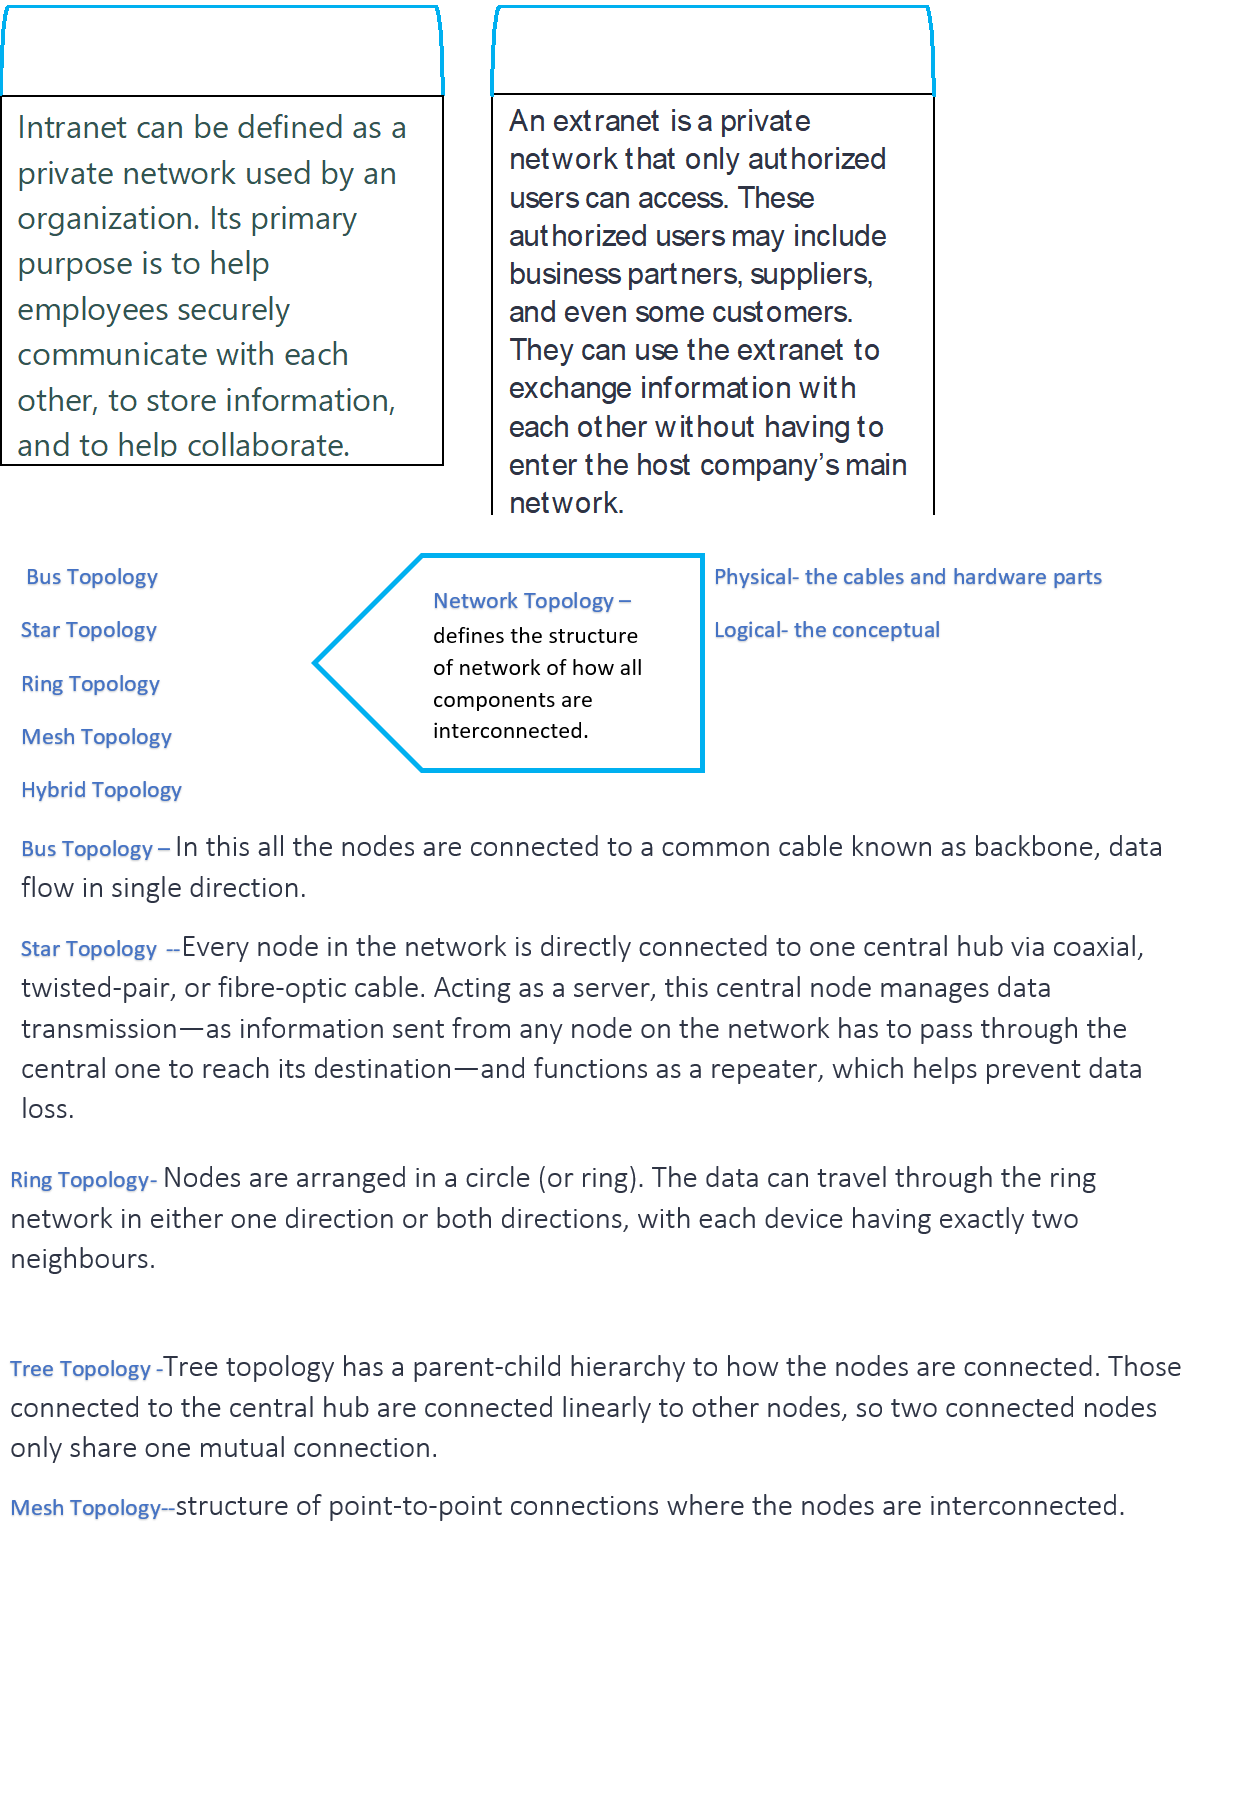 Intranet can be defined as a
private network used by an
organization. Its primary
purpose is to help
employees securely
communicate with each
other, to store information,
and to help collaborate.
An extranet is a private
network that only authorized
users can access. These
authorized users may include
business partners, suppliers,
and even some customers.
They can use the extranet to
exchange information with
each other without having to
enter the host company’s main
network.
Bus Topology
Star Topology
Ring Topology
Mesh Topology
Hybrid Topology
Network Topology –
defines the structure
of network of how all
components are
interconnected.
Physical- the cables and hardware parts
Logical- the conceptual
Bus Topology – In this all the nodes are connected to a common cable known as backbone, data
flow in single direction.
Star Topology --Every node in the network is directly connected to one central hub via coaxial,
twisted-pair, or fibre-optic cable. Acting as a server, this central node manages data
transmission—as information sent from any node on the network has to pass through the
central one to reach its destination—and functions as a repeater, which helps prevent data
loss.
Ring Topology- Nodes are arranged in a circle (or ring). The data can travel through the ring
network in either one direction or both directions, with each device having exactly two
neighbours.
Tree Topology -Tree topology has a parent-child hierarchy to how the nodes are connected. Those
connected to the central hub are connected linearly to other nodes, so two connected nodes
only share one mutual connection.
Mesh Topology--structure of point-to-point connections where the nodes are interconnected.